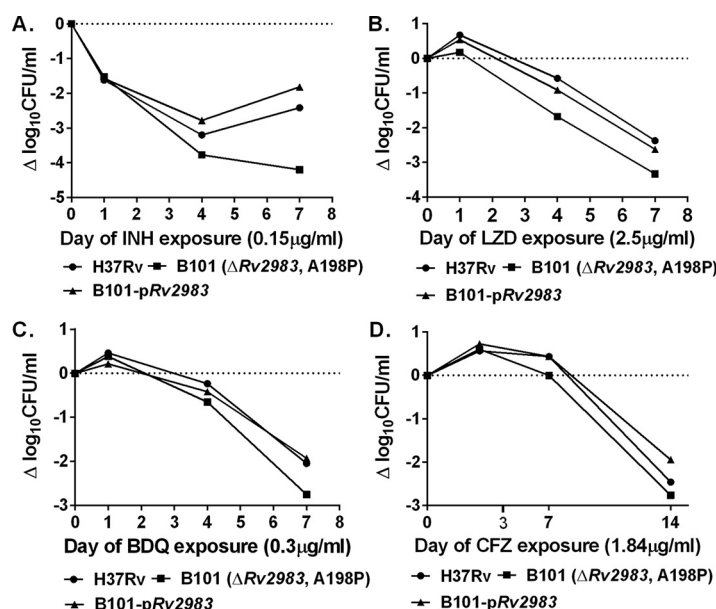 A.
0
-1
-2
-3
-4
-5
Δ log10CFU/ml
0 1 2 3 4 5 6 7 8
Day of INH exposure (0.15µg/ml)
H37Rv B101 (ΔRv2983, A198P)
B101-pRv2983
B.
1
0
-1
-2
-3
-4
Δ log10CFU/ml
0 1 2 3 4 5 6 7 8
Day of LZD exposure (2.5µg/ml)
H37Rv B101 (ΔRv2983, A198P)
B101-pRv2983
C.
1
0
-1
-2
-3
Δ log10CFU/ml
0 1 2 3 4 5 6 7 8
Day of BDQ exposure (0.3µg/ml)
H37Rv B101 (ΔRv2983, A198P)
B101-pRv2983
D.
1
0
-1
-2
-3
Δ log10CFU/ml
0 3 7 14
Day of CFZ exposure (1.84µg/ml)
H37Rv B101 (ΔRv2983, A198P)
B101-pRv2983